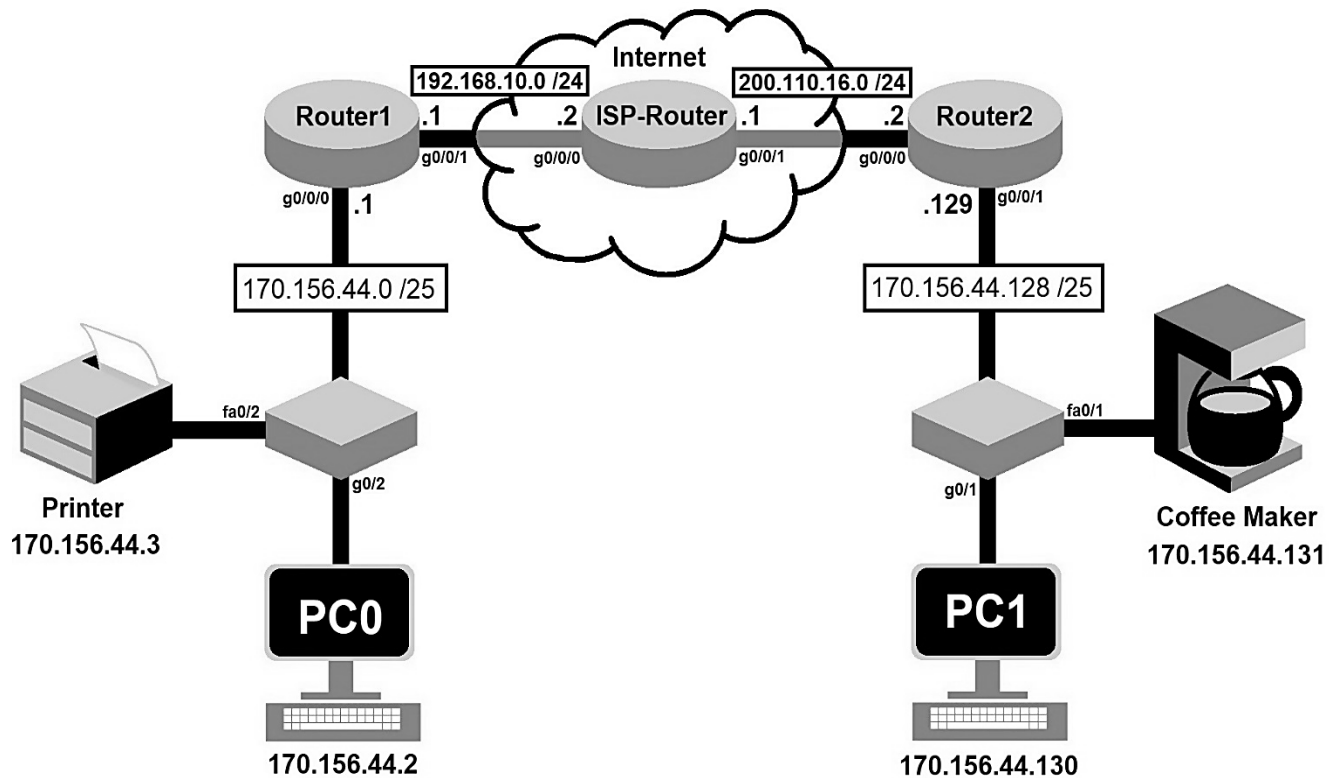 Internet
192.168.10.0 /24
200.110.16.0 /24
Router1
.1
.2
ISP-Router
.1
.2
Router2
g0/0/1
g0/0/0
g0/0/1
g0/0/0
g0/0/0
.1
.129
g0/0/1
170.156.44.0 /25
170.156.44.128 /25
fa0/2
fa0/1
g0/2
g0/1
Printer
170.156.44.3
Coffee Maker
170.156.44.131
PC0
PC1
170.156.44.2
170.156.44.130